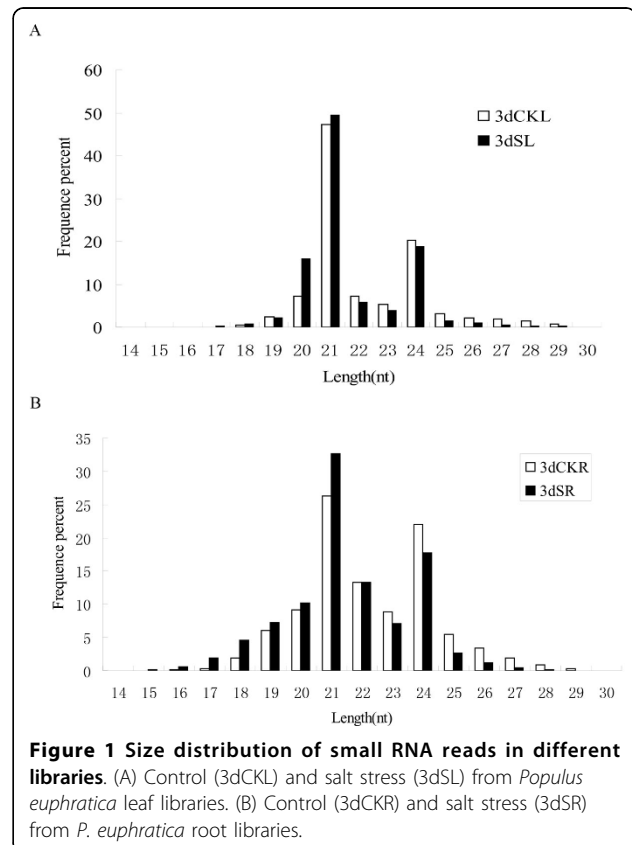 A
60
50
40
30
20
10
0
Frequence percent
3dCKL
3dSL
14 15 16 17 18 19 20 21 22 23 24 25 26 27 28 29 30
Length(nt)
B
35
30
25
20
15
10
5
0
Frequence percent
3dCKR
3dSR
14 15 16 17 18 19 20 21 22 23 24 25 26 27 28 29 30
Length(nt)
Figure 1 Size distribution of small RNA reads in different
libraries. (A) Control (3dCKL) and salt stress (3dSL) from Populus
euphratica leaf libraries. (B) Control (3dCKR) and salt stress (3dSR)
from P. euphratica root libraries.